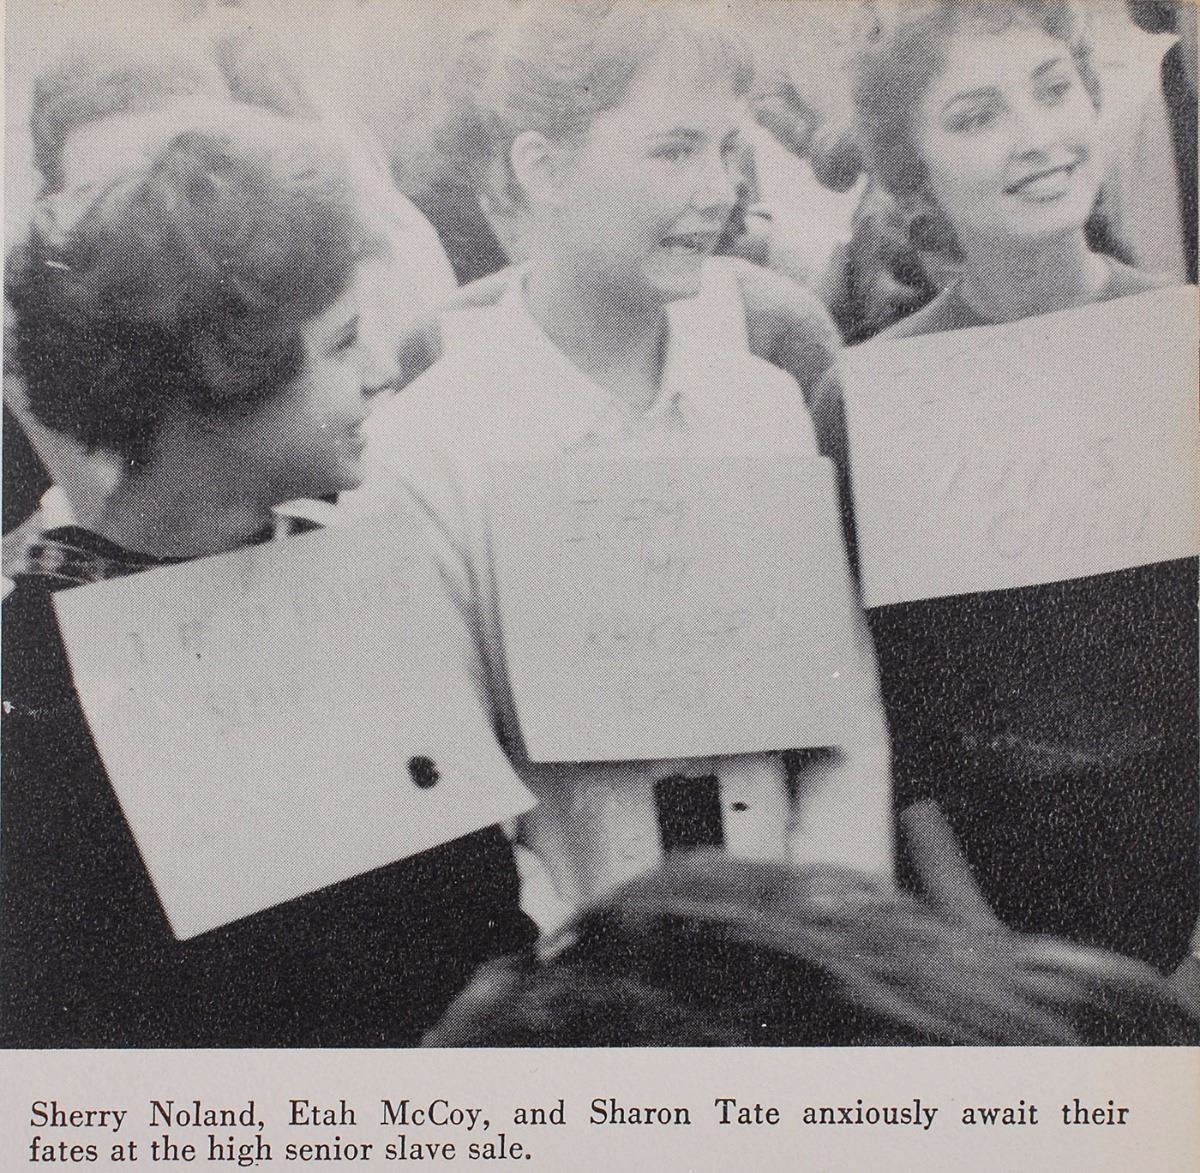 Sherry Noland, Etah McCoy, and Sharon Tate anxiously await their
fates at the high senior slave sale.